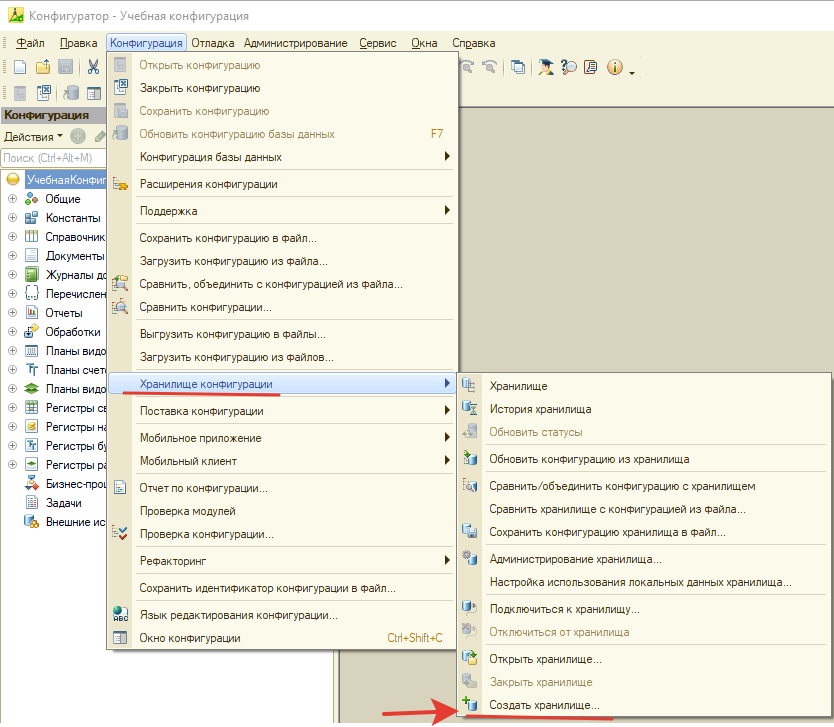 Конфигуратор - Учебная конфигурация
Файл Правка Конфигурация Отладка Администрирование Сервис Окна Справка
Конфигурация
Действия
Поиск (Ctrl+Alt+M)
УчебнаяКонфиг
Общие
Константы
Справочник
Документы
Журналы до
Перечислен
Отчеты
Обработки
Планы видо
Планы счето
Планы видо
Регистры св
Регистры на
Регистры бу
Регистры ра
Бизнес-проц
Задачи
Внешние ис
Открыть конфигурацию
Закрыть конфигурацию
Сохранить конфигурацию
Обновить конфигурацию базы данных F7
Конфигурация базы данных
Расширения конфигурации
Поддержка
Сохранить конфигурацию в файл...
Загрузить конфигурацию из файла...
Сравнить, объединить с конфигурацией из файла...
Сравнить конфигурации...
Выгрузить конфигурацию в файлы...
Загрузить конфигурацию из файлов...
Хранилище конфигурации
Поставка конфигурации
Мобильное приложение
Мобильный клиент
Отчет по конфигурации...
Проверка модулей
Проверка конфигурации...
Рефакторинг
Сохранить идентификатор конфигурации в файл...
Язык редактирования конфигурации...
Окно конфигурации Ctrl+Shift+C
Хранилище
История хранилища
Обновить статусы
Обновить конфигурацию из хранилища
Сравнить/объединить конфигурацию с хранилищем
Сравнить хранилище с конфигурацией из файла...
Сохранить конфигурацию хранилища в файл...
Администрирование хранилища...
Настройка использования локальных данных хранилища...
Подключиться к хранилищу...
Отключиться от хранилища
Открыть хранилище...
Закрыть хранилище
Создать хранилище...